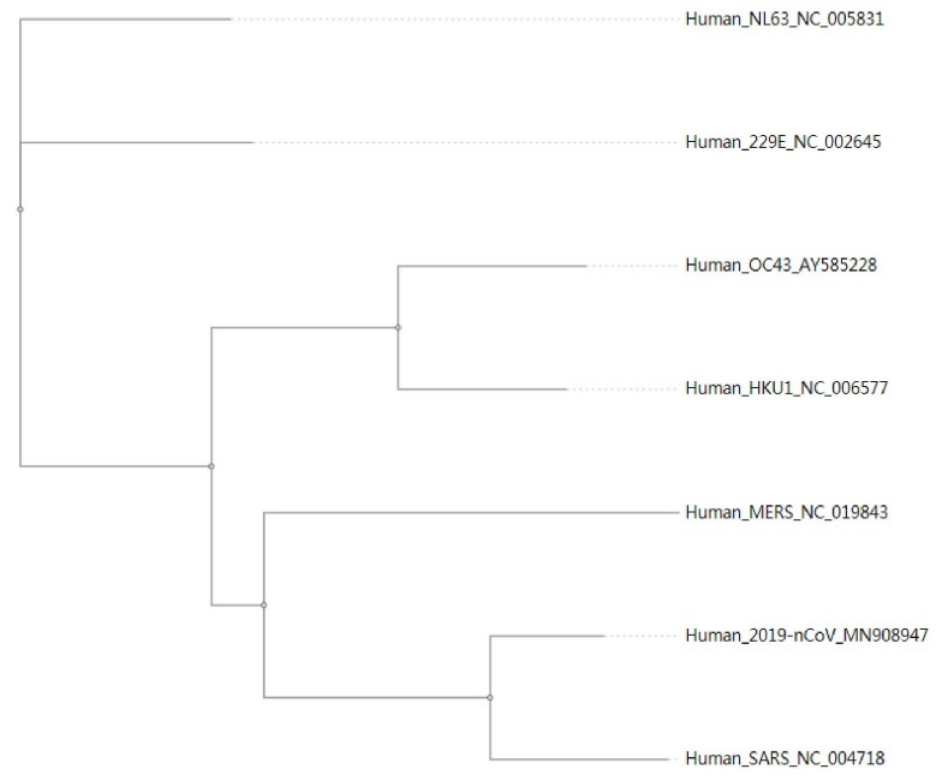 Human_NL63_NC_005831
Human_229E_NC_002645
Human_OC43_AY585228
Human_HKU1_NC_006577
Human_MERS_NC_019843
Human_2019-nCoV_MN908947
Human_SARS_NC_004718